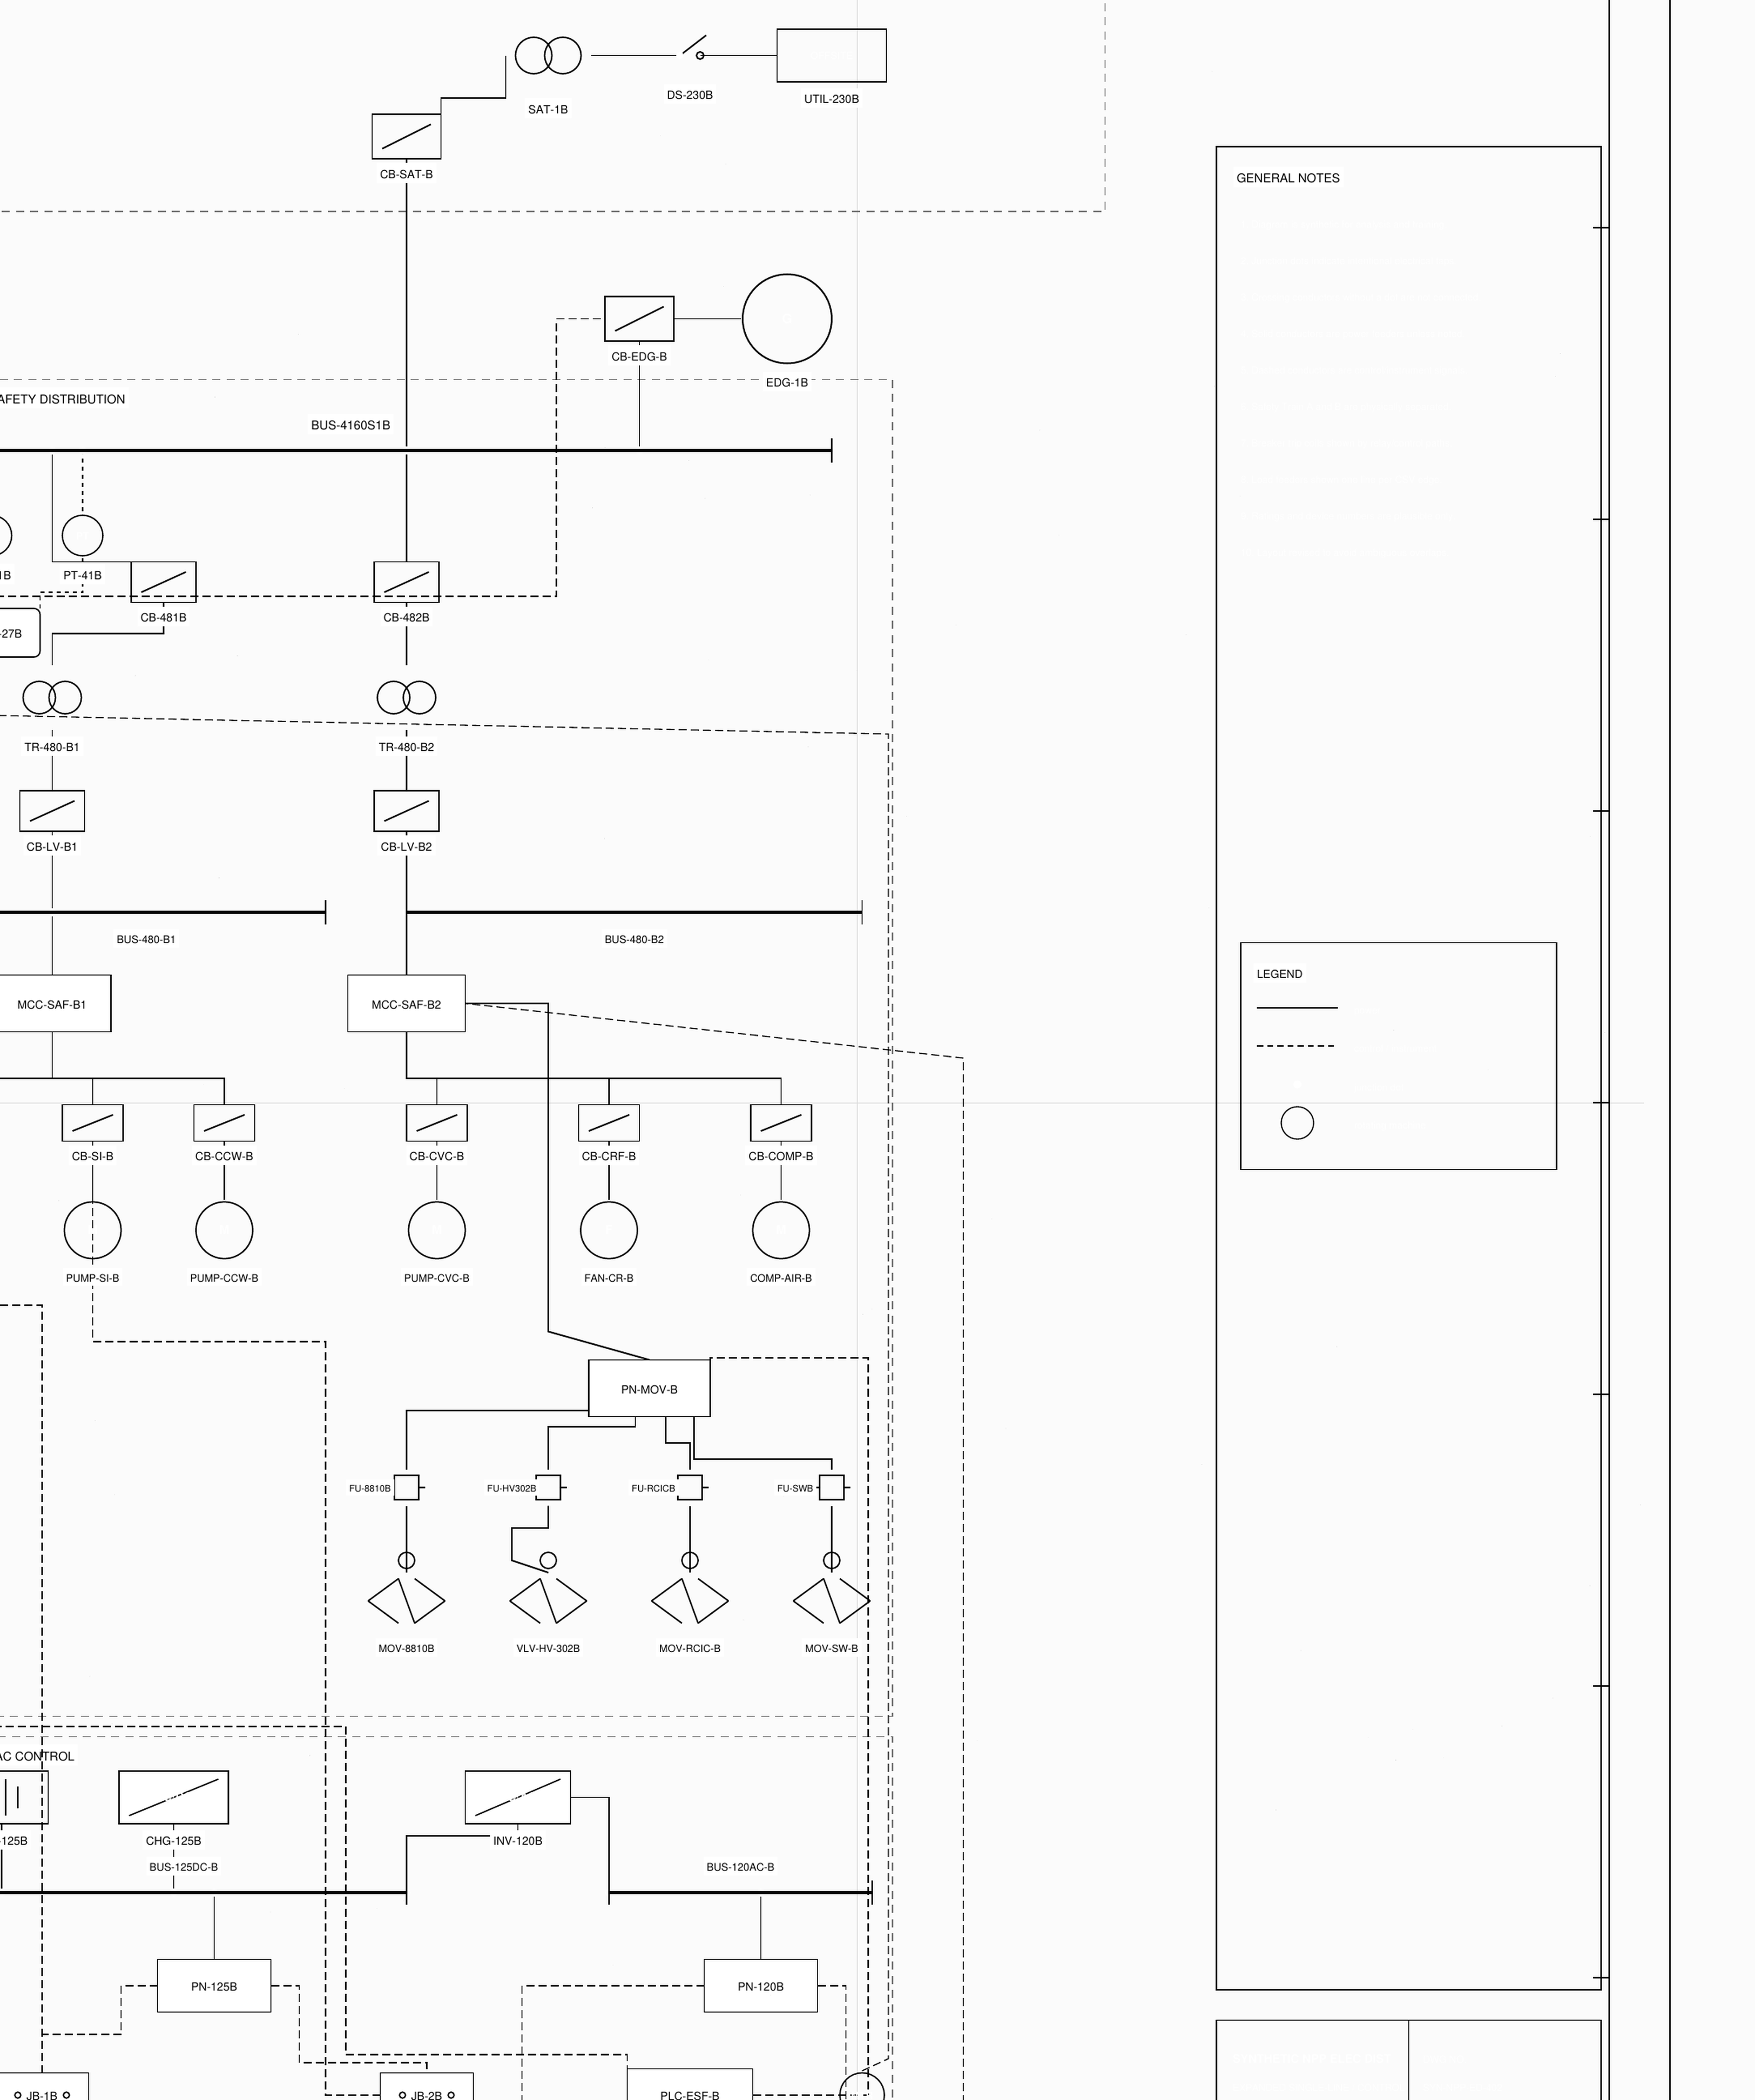 SAT-1B
DS-230B
UTIL-230B
CB-SAT-B
GENERAL NOTES
CB-EDG-B
EDG-1B
AFETY DISTRIBUTION
BUS-4160S1B
1B
PT-41B
CB-481B
CB-482B
-27B
TR-480-B1
TR-480-B2
CB-LV-B1
CB-LV-B2
BUS-480-B1
BUS-480-B2
LEGEND
MCC-SAF-B1
MCC-SAF-B2
CB-SI-B
CB-CCW-B
CB-CVC-B
CB-CRF-B
CB-COMP-B
PUMP-SI-B
PUMP-CCW-B
PUMP-CVC-B
FAN-CR-B
COMP-AIR-B
PN-MOV-B
FU-8810B
FU-HV302B
FU-RCICB
FU-SWB
MOV-8810B
VLV-HV-302B
MOV-RCIC-B
MOV-SW-B
AC CONTROL
-125B
CHG-125B
INV-120B
BUS-125DC-B
BUS-120AC-B
PN-125B
PN-120B
JB-1B
JB-2B
PLC-ESF-B